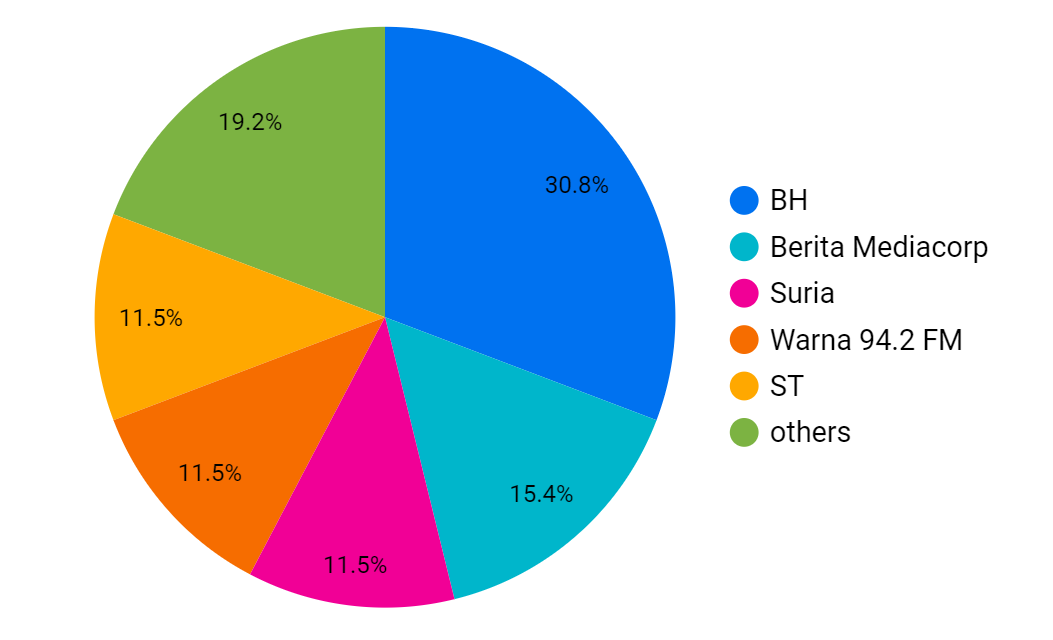 19.2%
30.8%
11.5%
11.5%
15.4%
11.5%
BH
Berita Mediacorp
Suria
Warna 94.2 FM
ST
others